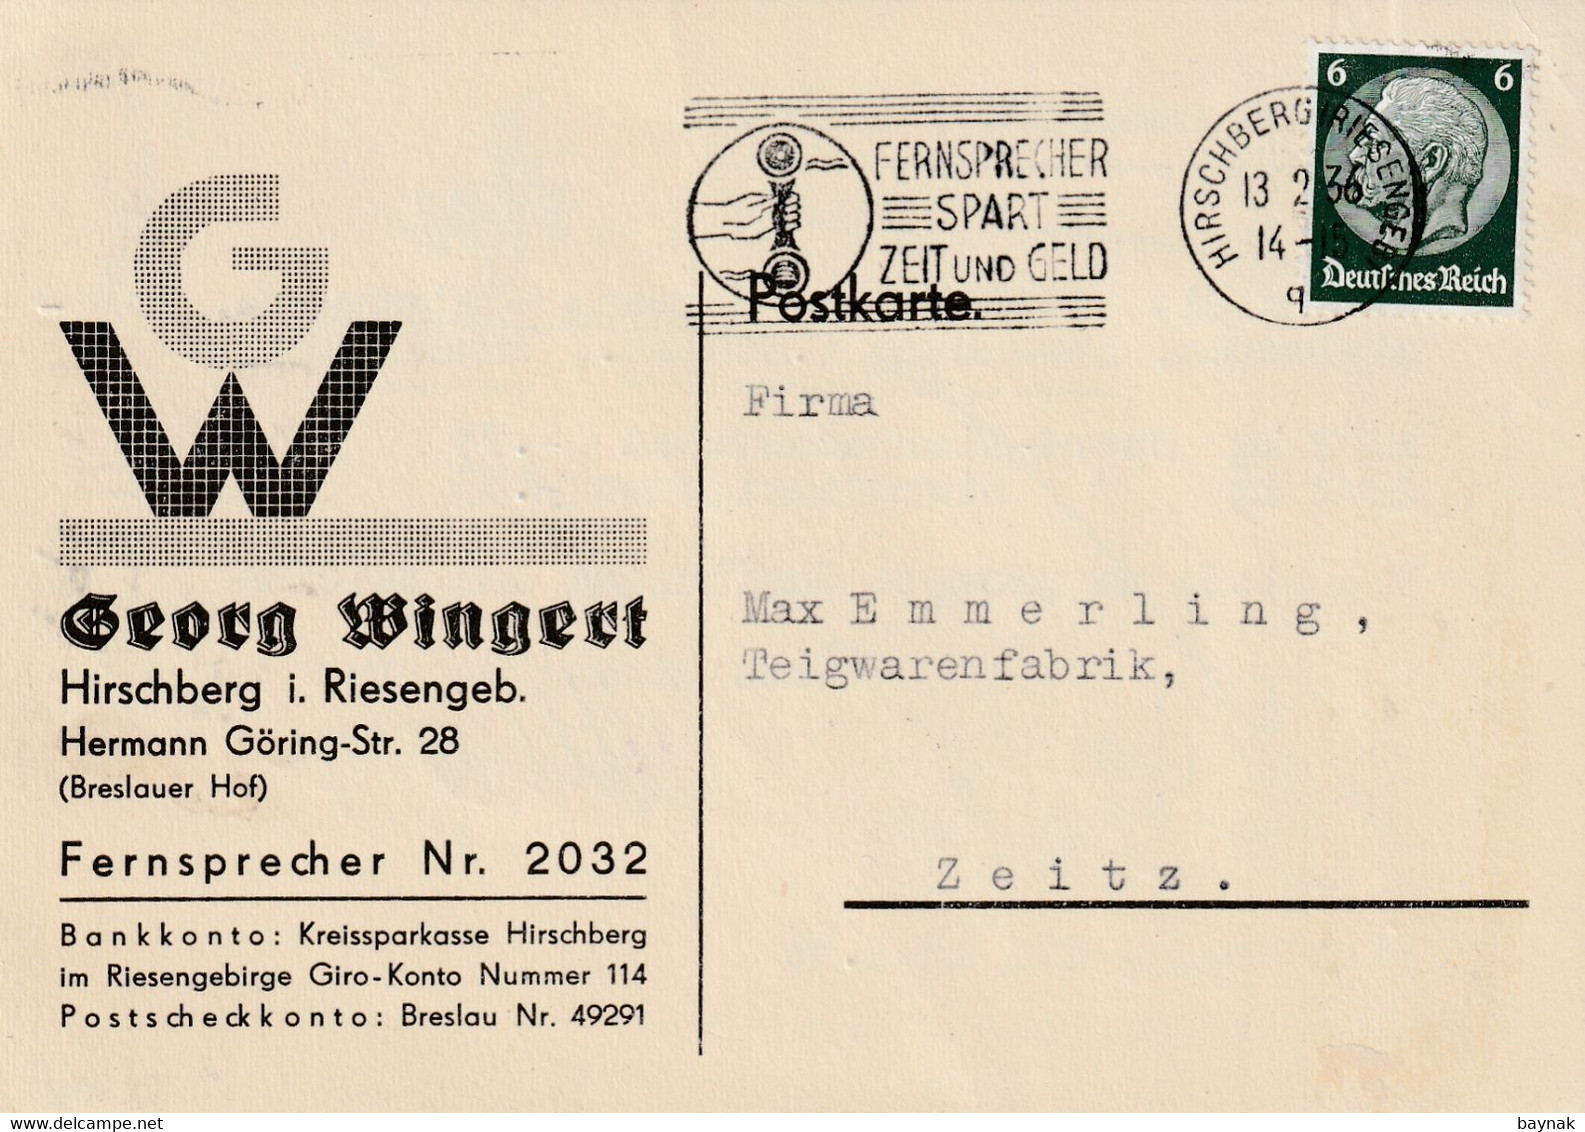 G
W
Georg Wingert
Hirschberg i. Riesengeb.
Hermann Göring-Str. 28
(Breslauer Hof)
Fernsprecher Nr. 2032
Bankkonto: Kreissparkasse Hirschberg
im Riesengebirge Giro-Konto Nummer 114
Postscheckkonto: Breslau Nr. 49291
FERNSPRECHER
SPART
ZEIT UND GELD
Postkarte.
HIRSCHBERG (RIESENGEB)
13 2 36
14-15
q
6 6
Deutsches Reich
Firma
Max Emmerling,
Teigwarenfabrik,
Zeitz.
delcampe.net
baynak